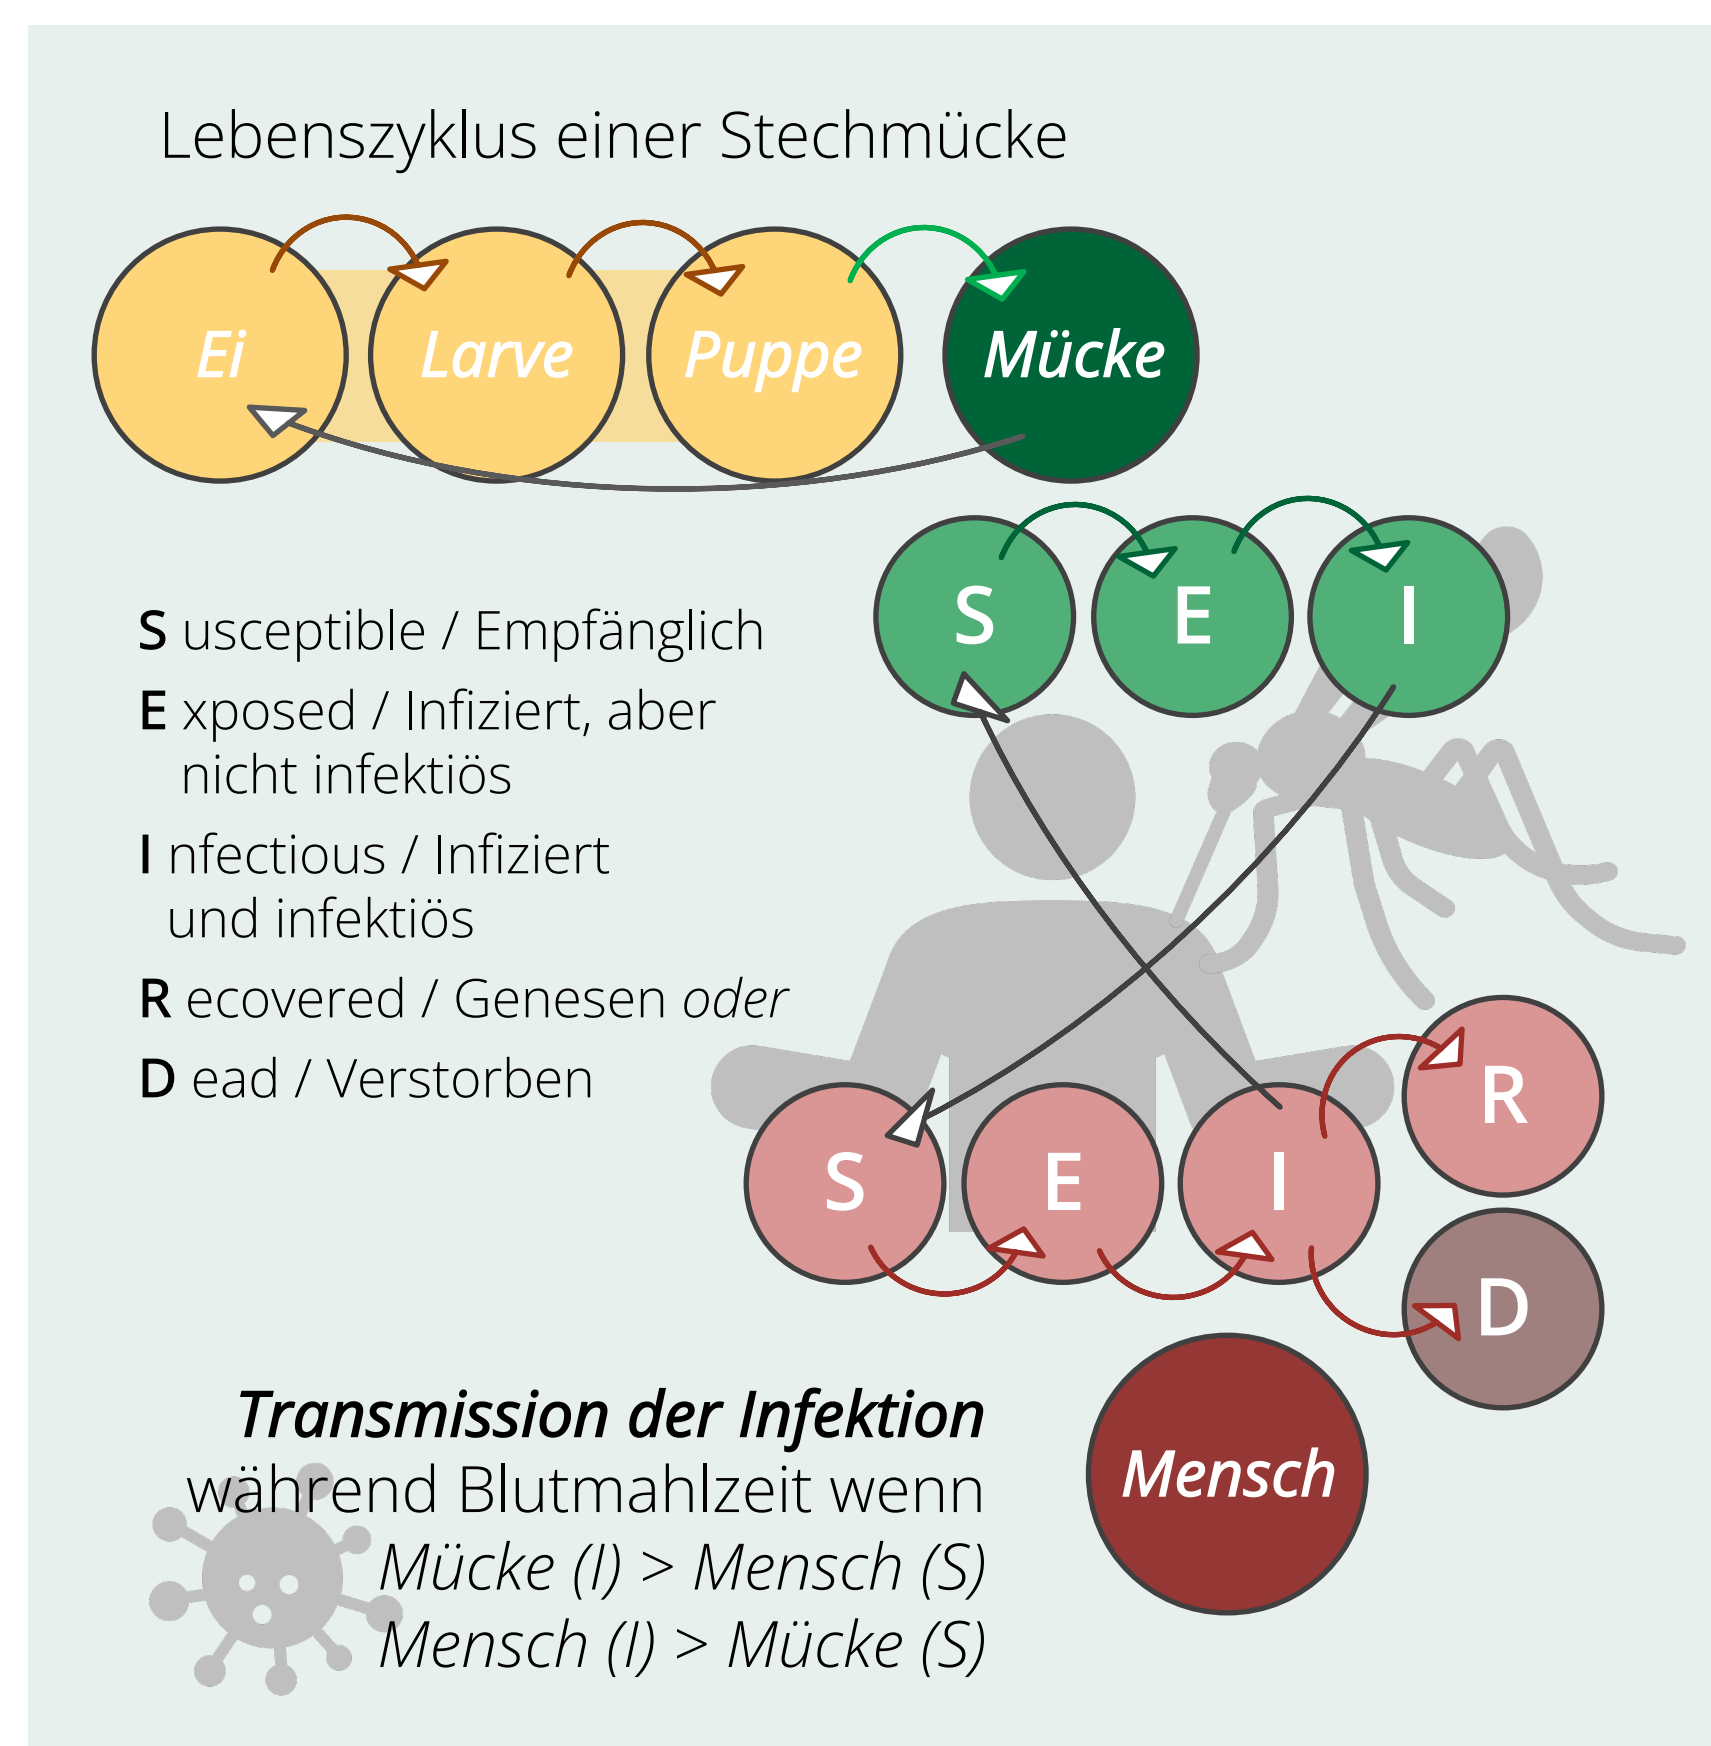 Lebenszyklus einer Stechmücke
Ei Larve Puppe Mücke
S E I
S usceptible / Empfänglich
E xposed / Infiziert, aber
nicht infektiös
I nfectious / Infiziert
und infektiös
R ecovered / Genesen oder
D ead / Verstorben
R
S E I
D
Mensch
Transmission der Infektion
während Blutmahlzeit wenn
Mücke (I) > Mensch (S)
Mensch (I) > Mücke (S)